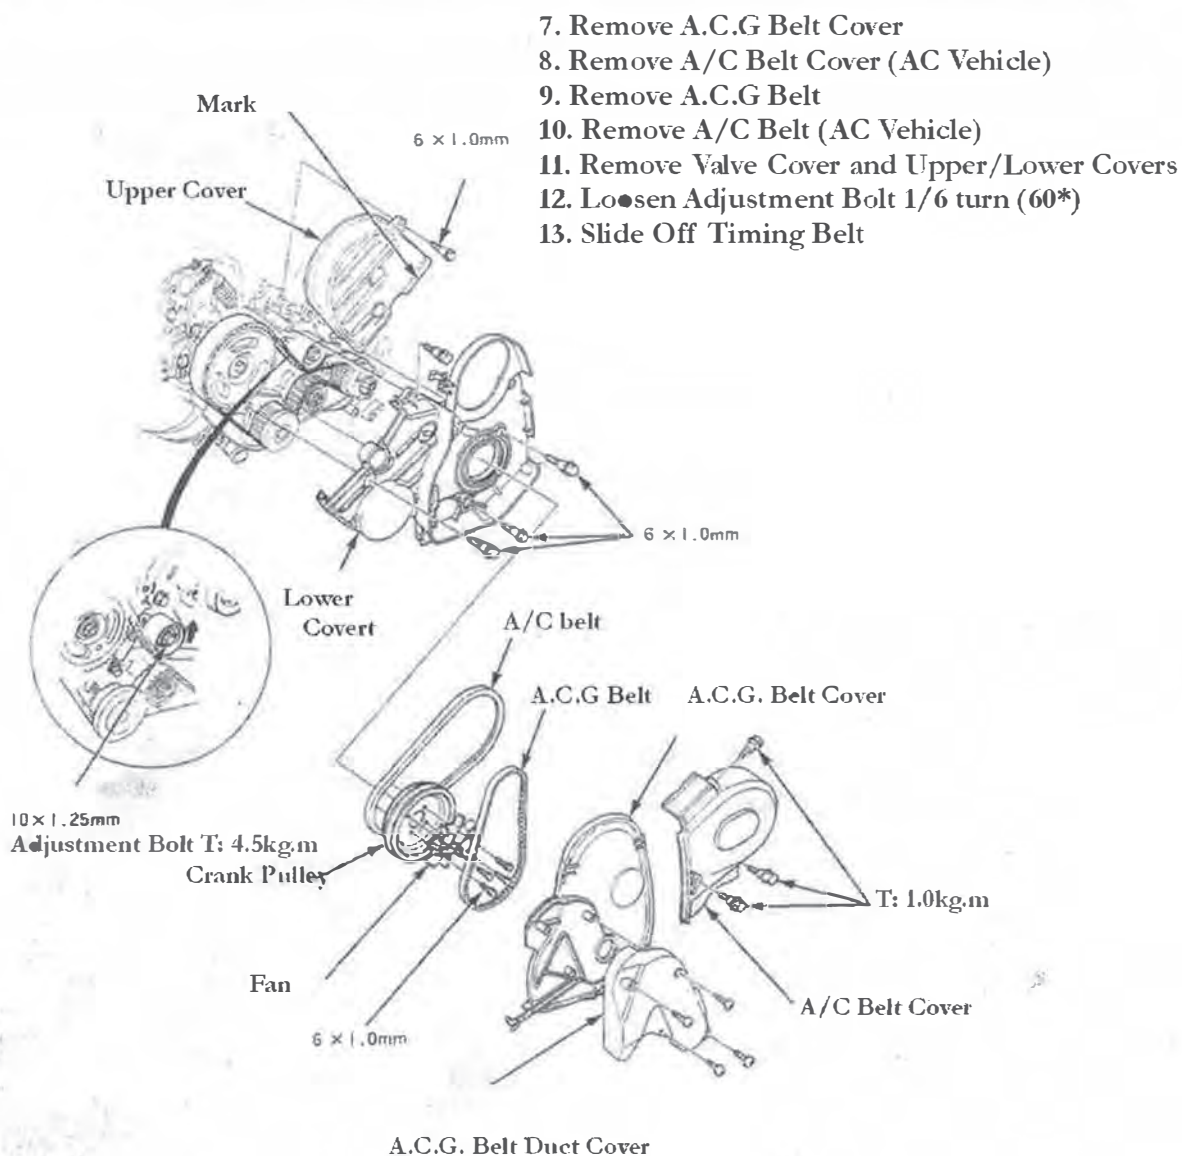 7. Remove A.C.G Belt Cover
8. Remove A/C Belt Cover (AC Vehicle)
9. Remove A.C.G Belt
10. Remove A/C Belt (AC Vehicle)
11. Remove Valve Cover and Upper/Lower Covers
12. Loosen Adjustment Bolt 1/6 turn (60*)
13. Slide Off Timing Belt
Mark
6 × 1.0mm
Upper Cover
6 × 1.0mm
Lower
Covert
A/C belt
A.C.G Belt
A.C.G. Belt Cover
10 × 1.25mm
Adjustment Bolt T: 4.5kg.m
Crank Pulley
T: 1.0kg.m
Fan
A/C Belt Cover
6 × 1.0mm
A.C.G. Belt Duct Cover